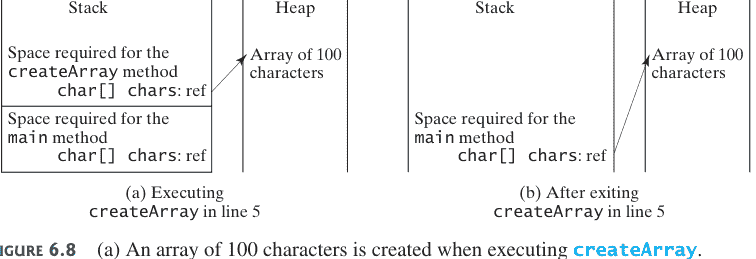 Stack
Heap
Space required for the
createArray method
char[] chars: ref
Array of 100
characters
Space required for the
main method
char[] chars: ref
(a) Executing
createArray in line 5
Stack
Heap
Array of 100
characters
Space required for the
main method
char[] chars: ref
(b) After exiting
createArray in line 5
IGURE 6.8 (a) An array of 100 characters is created when executing createArray.